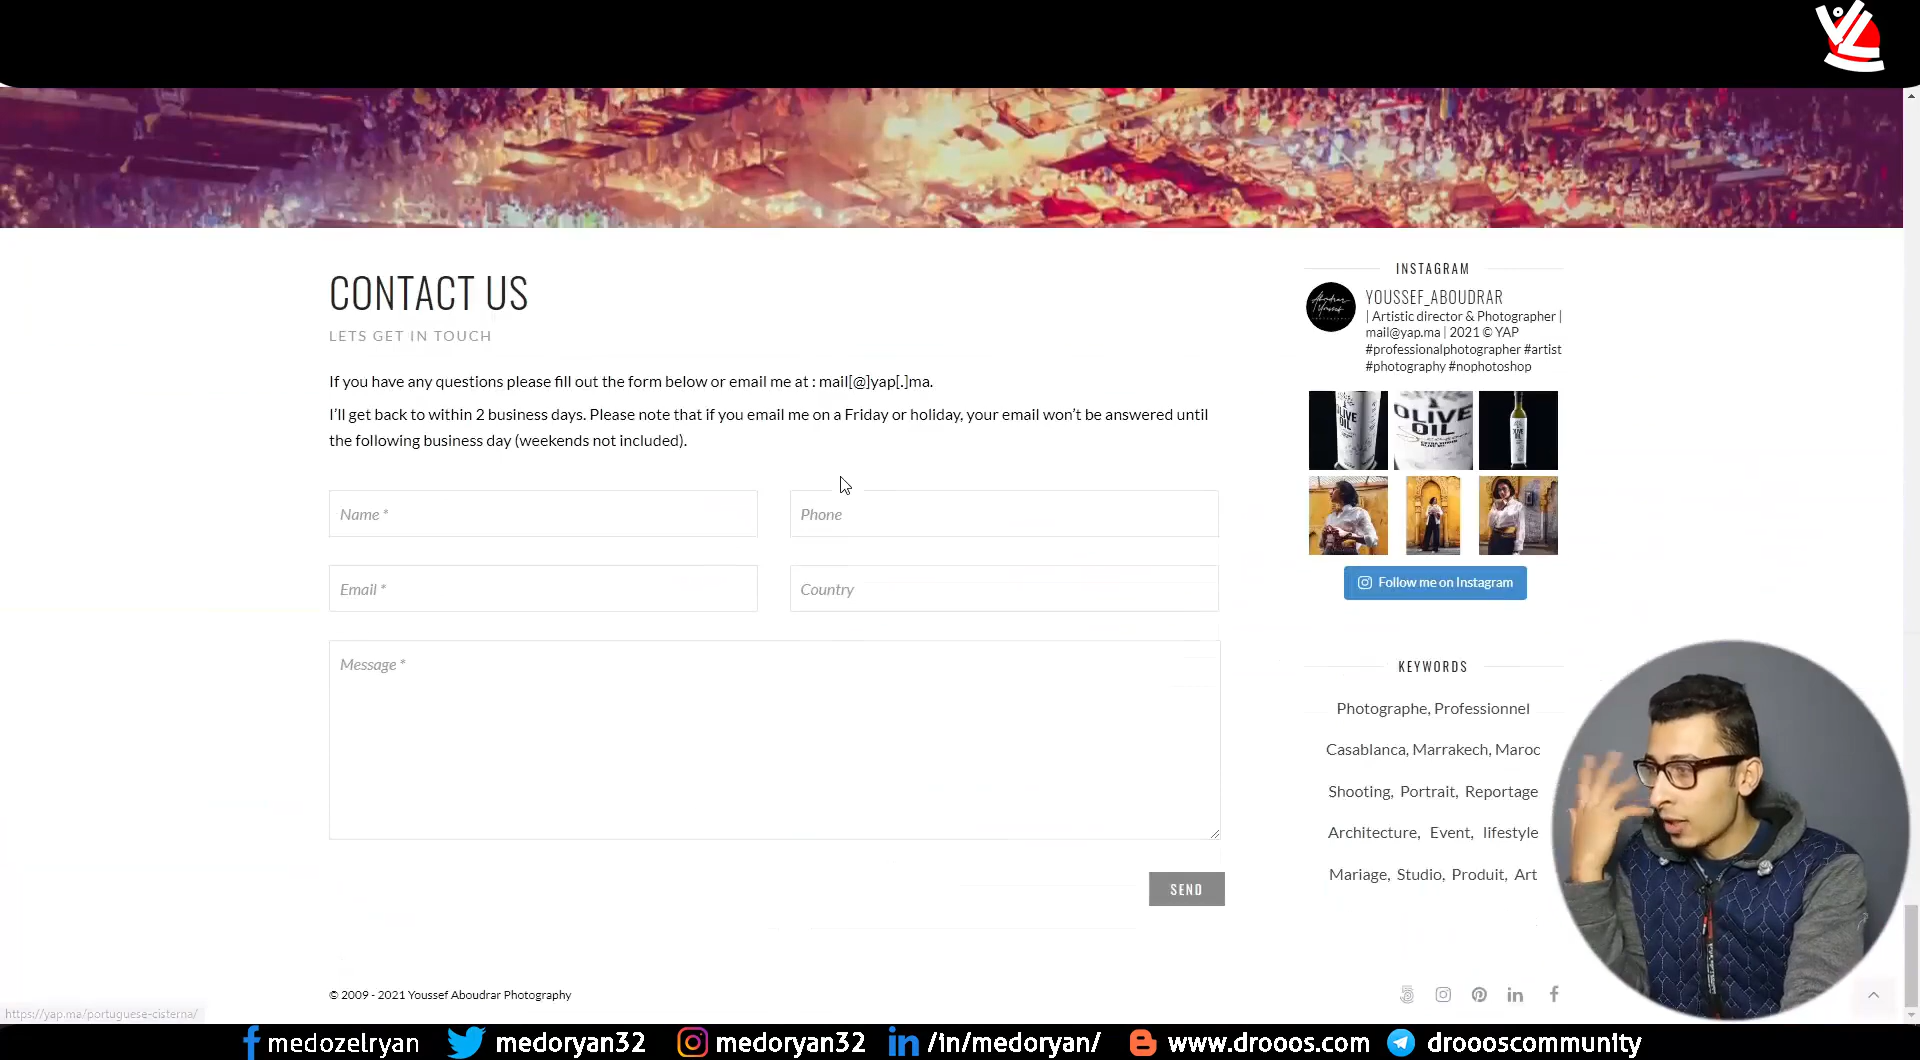 CONTACT US
LETS GET IN TOUCH
If you have any questions please fill out the form below or email me at : mail[@]yap[.]ma.
I'll get back to within 2 business days. Please note that if you email me on a Friday or holiday, your email won't be answered until
the following business day (weekends not included).
Name *
Phone
Email *
Country
Message *
SEND
INSTAGRAM
YOUSSEF_ABOUDRAR
| Artistic director & Photographer |
mail@yap.ma | 2021 © YAP
#professionalphotographer #artist
#photography #nophotoshop
OLIVE
OIL
OLIVE
OIL
Follow me on Instagram
KEYWORDS
Photographe, Professionnel
Casablanca, Marrakech, Maroc
Shooting, Portrait, Reportage
Architecture, Event, lifestyle
Mariage, Studio, Produit, Art
© 2009 - 2021 Youssef Aboudrar Photography
https://yap.ma/portuguese-cisterna/
medozelryan
medoryan32
medoryan32
/in/medoryan/
www.drooos.com
droooscommunity